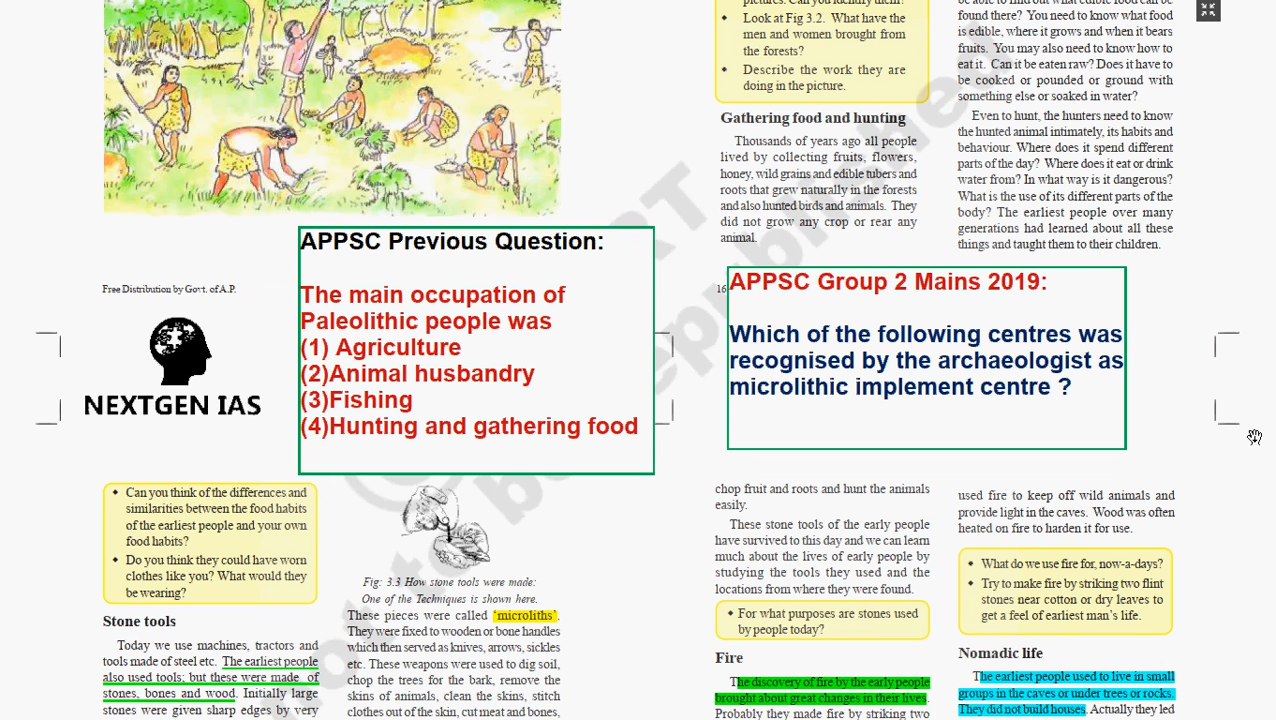 pictures. Can you identify them?
Look at Fig 3.2. What have the
men and women brought from
the forests?
Describe the work they are
doing in the picture.
Gathering food and hunting
Thousands of years ago all people
lived by collecting fruits, flowers,
honey, wild grains and edible tubers and
roots that grew naturally in the forests
and also hunted birds and animals. They
did not grow any crop or rear any
animal.
be able to find out what edible food can be
found there? You need to know what food
is edible, where it grows and when it bears
fruits. You may also need to know how to
eat it. Can it be eaten raw? Does it have to
be cooked or pounded or ground with
something else or soaked in water?
Even to hunt, the hunters need to know
the hunted animal intimately, its habits and
behaviour. Where does it spend different
parts of the day? Where does it eat or drink
water from? In what way is it dangerous?
What is the use of its different parts of the
body? The earliest people over many
generations had learned about all these
things and taught them to their children.
Free Distribution by Govt. of A.P.
16
NEXTGEN IAS
APPSC Previous Question:
The main occupation of
Paleolithic people was
(1) Agriculture
(2)Animal husbandry
(3)Fishing
(4)Hunting and gathering food
APPSC Group 2 Mains 2019:
Which of the following centres was
recognised by the archaeologist as
microlithic implement centre ?
Can you think of the differences and
similarities between the food habits
of the earliest people and your own
food habits?
Do you think they could have worn
clothes like you? What would they
be wearing?
Stone tools
Today we use machines, tractors and
tools made of steel etc. The earliest people
also used tools; but these were made of
stones, bones and wood. Initially large
stones were given sharp edges by very
Fig: 3.3 How stone tools were made:
One of the Techniques is shown here.
These pieces were called ‘microliths’.
They were fixed to wooden or bone handles
which then served as knives, arrows, sickles
etc. These weapons were used to dig soil,
chop the trees for the bark, remove the
skins of animals, clean the skins, stitch
clothes out of the skin, cut meat and bones,
chop fruit and roots and hunt the animals
easily.
These stone tools of the early people
have survived to this day and we can learn
much about the lives of early people by
studying the tools they used and the
locations from where they were found.
For what purposes are stones used
by people today?
Fire
The discovery of fire by the early people
brought about great changes in their lives.
Probably they made fire by striking two
used fire to keep off wild animals and
provide light in the caves. Wood was often
heated on fire to harden it for use.
What do we use fire for, now-a-days?
Try to make fire by striking two flint
stones near cotton or dry leaves to
get a feel of earliest man’s life.
Nomadic life
The earliest people used to live in small
groups in the caves or under trees or rocks.
They did not build houses. Actually they led